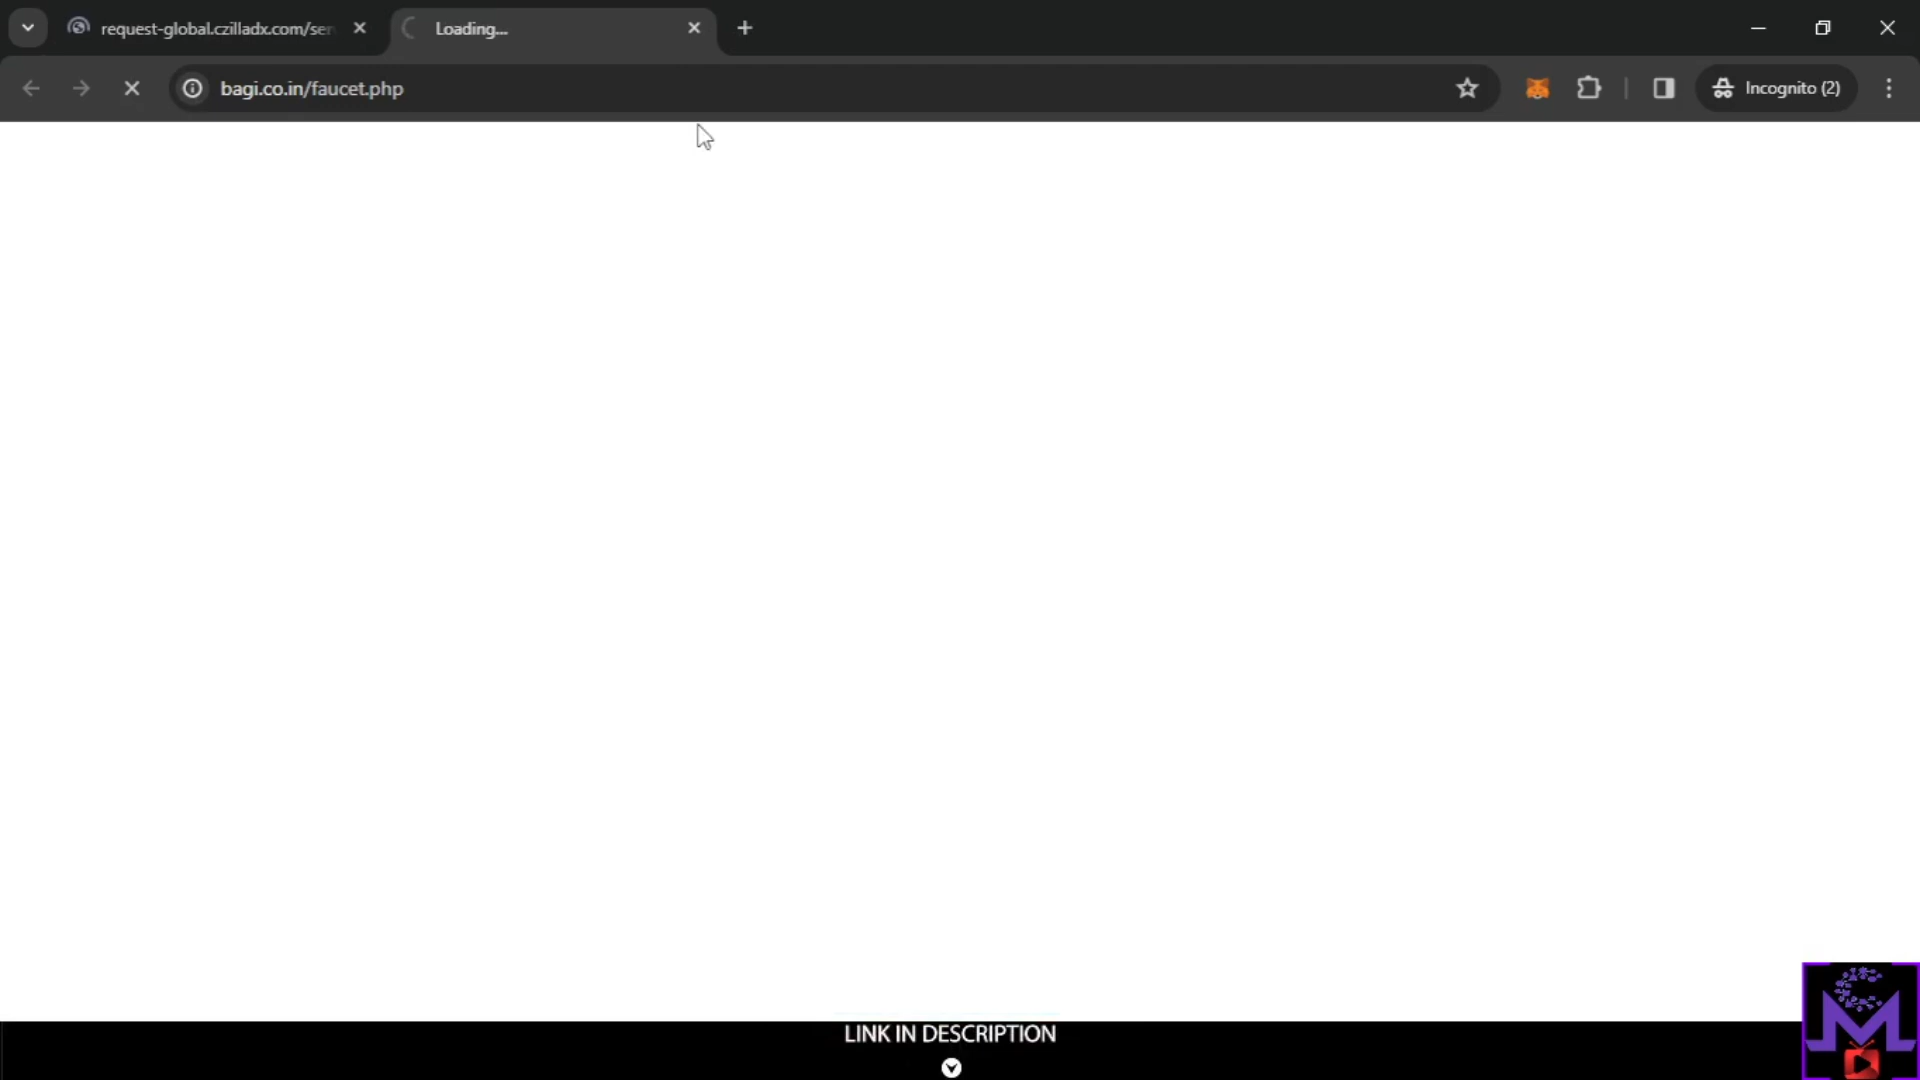 request-global.czilladx.com/ser
Loading...
bagi.co.in/faucet.php
Incognito (2)
LINK IN DESCRIPTION